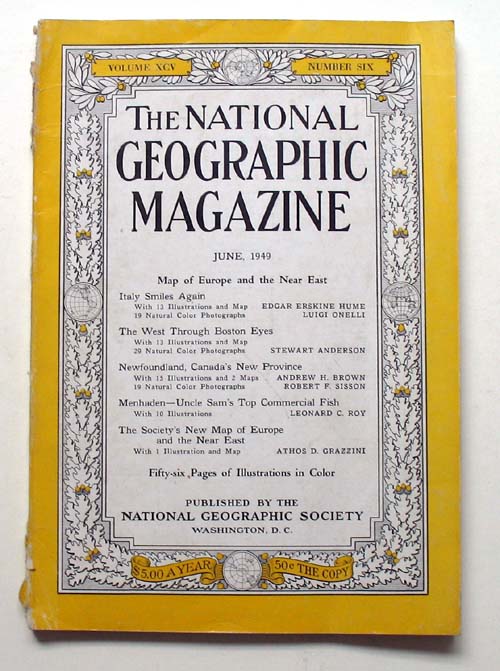 VOLUME XCV NUMBER SIX
THE NATIONAL
GEOGRAPHIC
MAGAZINE
JUNE, 1949
Map of Europe and the Near East
Italy Smiles Again
With 13 Illustrations and Map EDGAR ERSKINE HUME
19 Natural Color Photographs LUIGI ONELLI
The West Through Boston Eyes
With 13 Illustrations and Map
20 Natural Color Photographs STEWART ANDERSON
Newfoundland, Canada's New Province
With 15 Illustrations and 2 Maps ANDREW H. BROWN
19 Natural Color Photographs ROBERT F. SISSON
Menhaden—Uncle Sam's Top Commercial Fish
With 10 Illustrations LEONARD C. ROY
The Society's New Map of Europe
and the Near East
With 1 Illustration and Map ATHOS D. GRAZZINI
Fifty-six Pages of Illustrations in Color
PUBLISHED BY THE
NATIONAL GEOGRAPHIC SOCIETY
WASHINGTON, D. C.
$5.00 A YEAR 50¢ THE COPY